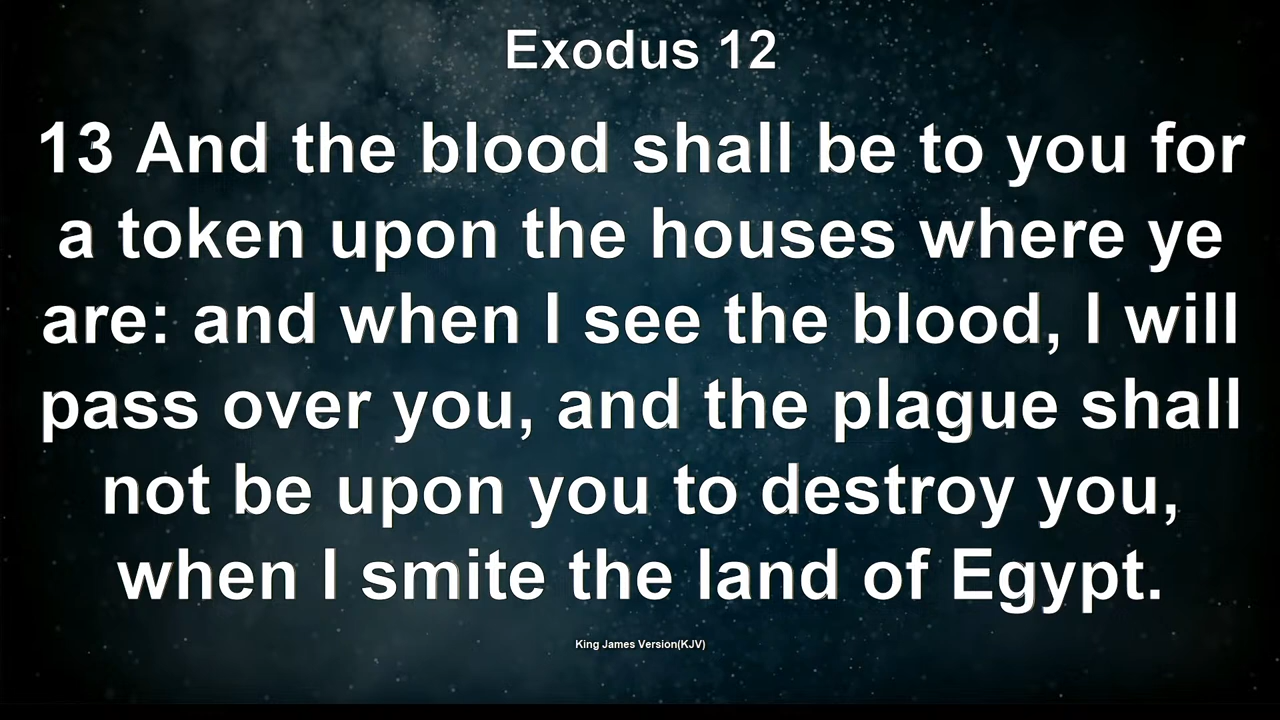 Exodus 12
13 And the blood shall be to you for
a token upon the houses where ye
are: and when I see the blood, I will
pass over you, and the plague shall
not be upon you to destroy you,
when I smite the land of Egypt.
King James Version(KJV)